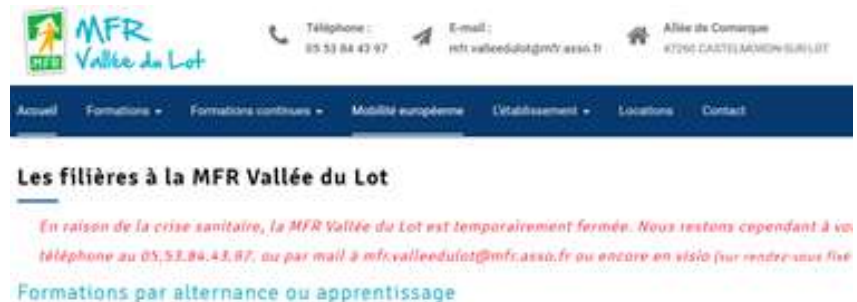 MFR
Vallée du Lot
MFR
Téléphone :
05 53 84 43 97
E-mail :
mfr.valleedulot@mfr.asso.fr
Allée de Comarque
47260 CASTELMORON-SUR-LOT
Accueil Formations Formations continues Mobilité européenne L'établissement Locations Contact
Les filières à la MFR Vallée du Lot
En raison de la crise sanitaire, la MFR Vallée du Lot est temporairement fermée. Nous restons cependant à vo
téléphone au 05.53.84.43.97. ou par mail à mfr.valleedulot@mfr.asso.fr ou encore en visio (sur rendez-vous fixé
Formations par alternance ou apprentissage